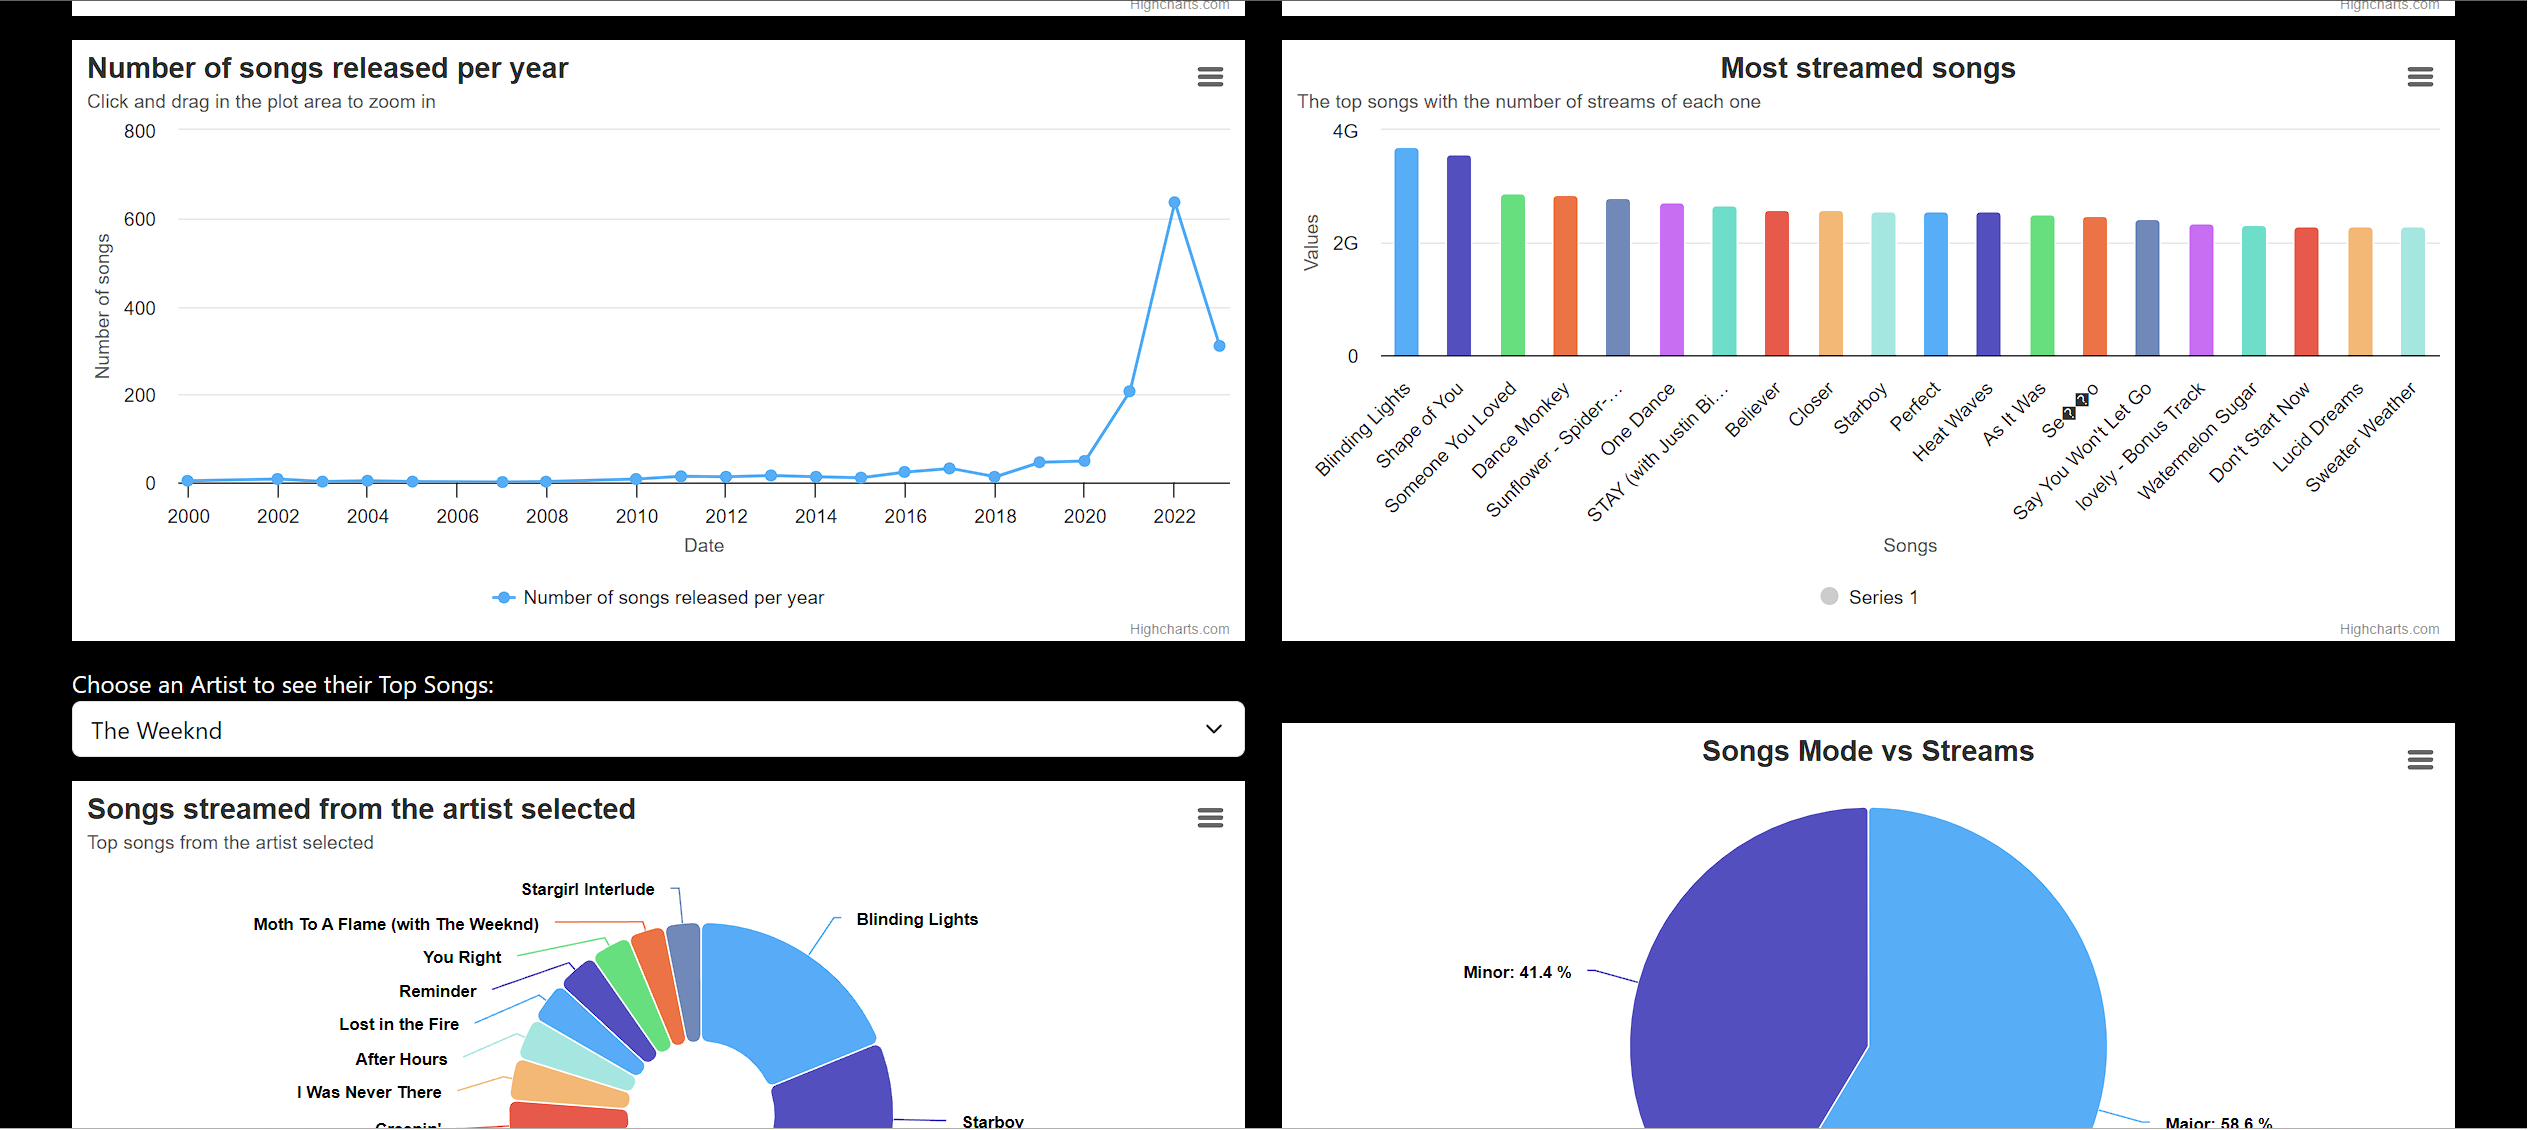 Highcharts.com
Highcharts.com
Number of songs released per year
Click and drag in the plot area to zoom in
800
600
400
200
0
Number of songs
2000 2002 2004 2006 2008 2010 2012 2014 2016 2018 2020 2022
Date
Number of songs released per year
Highcharts.com
Most streamed songs
The top songs with the number of streams of each one
4G
2G
0
Values
Blinding Lights
Shape of You
Someone You Loved
Dance Monkey
Sunflower - Spider-...
One Dance
STAY (with Justin Bi...
Believer
Closer
Starboy
Perfect
Heat Waves
As It Was
Se��o
Say You Won't Let Go
lovely - Bonus Track
Watermelon Sugar
Don't Start Now
Lucid Dreams
Sweater Weather
Songs
Series 1
Highcharts.com
Choose an Artist to see their Top Songs:
The Weeknd
Songs streamed from the artist selected
Top songs from the artist selected
Stargirl Interlude
Moth To A Flame (with The Weeknd)
You Right
Reminder
Lost in the Fire
After Hours
I Was Never There
Creepin'
Blinding Lights
Starboy
Songs Mode vs Streams
Minor: 41.4 %
Major: 58.6 %